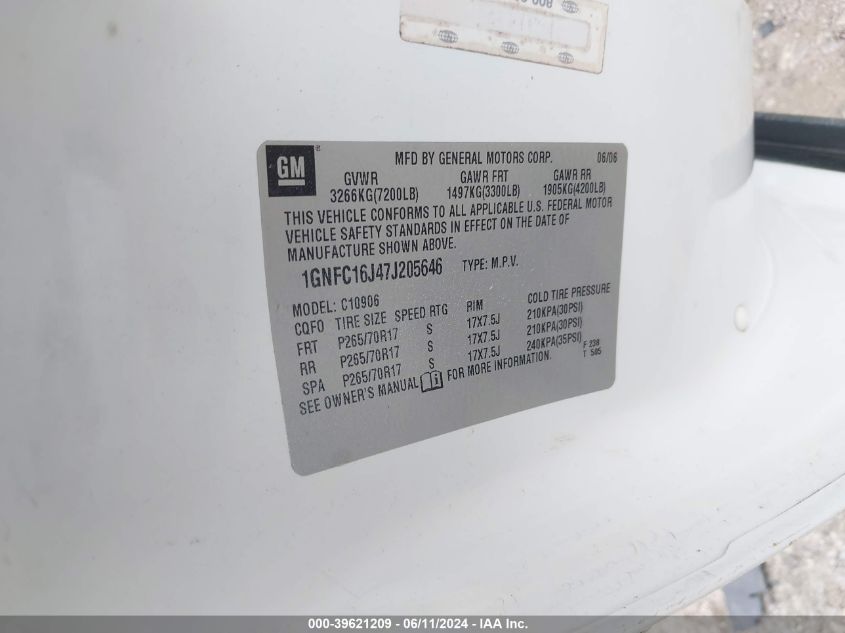 GM
MFD BY GENERAL MOTORS CORP. 06/06
GVWR GAWR FRT GAWR RR
3266KG(7200LB) 1497KG(3300LB) 1905KG(4200LB)
THIS VEHICLE CONFORMS TO ALL APPLICABLE U.S. FEDERAL MOTOR
VEHICLE SAFETY STANDARDS IN EFFECT ON THE DATE OF
MANUFACTURE SHOWN ABOVE.
1GNFC16J47J205646 TYPE: M.P.V.
MODEL: C10906
CQFO TIRE SIZE SPEED RTG RIM COLD TIRE PRESSURE
FRT P265/70R17 S 17X7.5J 210KPA(30PSI)
RR P265/70R17 S 17X7.5J 210KPA(30PSI)
SPA P265/70R17 S 17X7.5J 240KPA(35PSI)
SEE OWNER'S MANUAL FOR MORE INFORMATION.
F 238
T 505
000-39621209 - 06/11/2024 - IAA Inc.